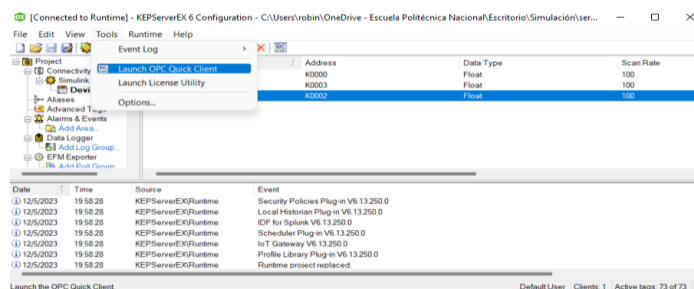 [Connected to Runtime] - KEPServerEX 6 Configuration - C:\Users\robin\OneDrive - Escuela Politécnica Nacional\Escritorio\Simulación\ser...
File Edit View Tools Runtime Help
Event Log
Launch OPC Quick Client
Launch License Utility
Options...
Project
Connectivity
Simulink
Devi
Aliases
Advanced Tags
Alarms & Events
Add Area...
Data Logger
Add Log Group...
EFM Exporter
Add Poll Group
Address Data Type Scan Rate
K0000 Float 100
K0003 Float 100
K0002 Float 100
Date Time Source Event
12/5/2023 19:58:28 KEPServerEX\Runtime Security Policies Plug-in V6.13.250.0
12/5/2023 19:58:28 KEPServerEX\Runtime Local Historian Plug-in V6.13.250.0
12/5/2023 19:58:28 KEPServerEX\Runtime IDF for Splunk V6.13.250.0
12/5/2023 19:58:28 KEPServerEX\Runtime Scheduler Plug-in V6.13.250.0
12/5/2023 19:58:28 KEPServerEX\Runtime IoT Gateway V6.13.250.0
12/5/2023 19:58:28 KEPServerEX\Runtime Profile Library Plug-in V6.13.250.0
12/5/2023 19:58:28 KEPServerEX\Runtime Runtime project replaced.
Launch the OPC Quick Client Default User Clients: 1 Active tags: 73 of 73